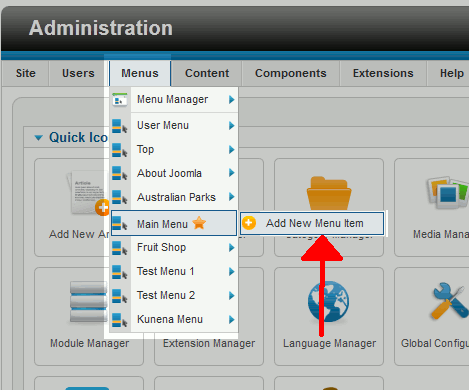 Administration
Site Users Menus Content Components Extensions Help
Menu Manager
User Menu
Quick Ico
Top
About Joomla
Article
Australian Parks
Main Menu
Add New Menu Item
Add New Ar
Media Mana
Fruit Shop
Test Menu 1
Test Menu 2
Kunena Menu
Module Manager
Extension Manager
Language Manager
Global Configu